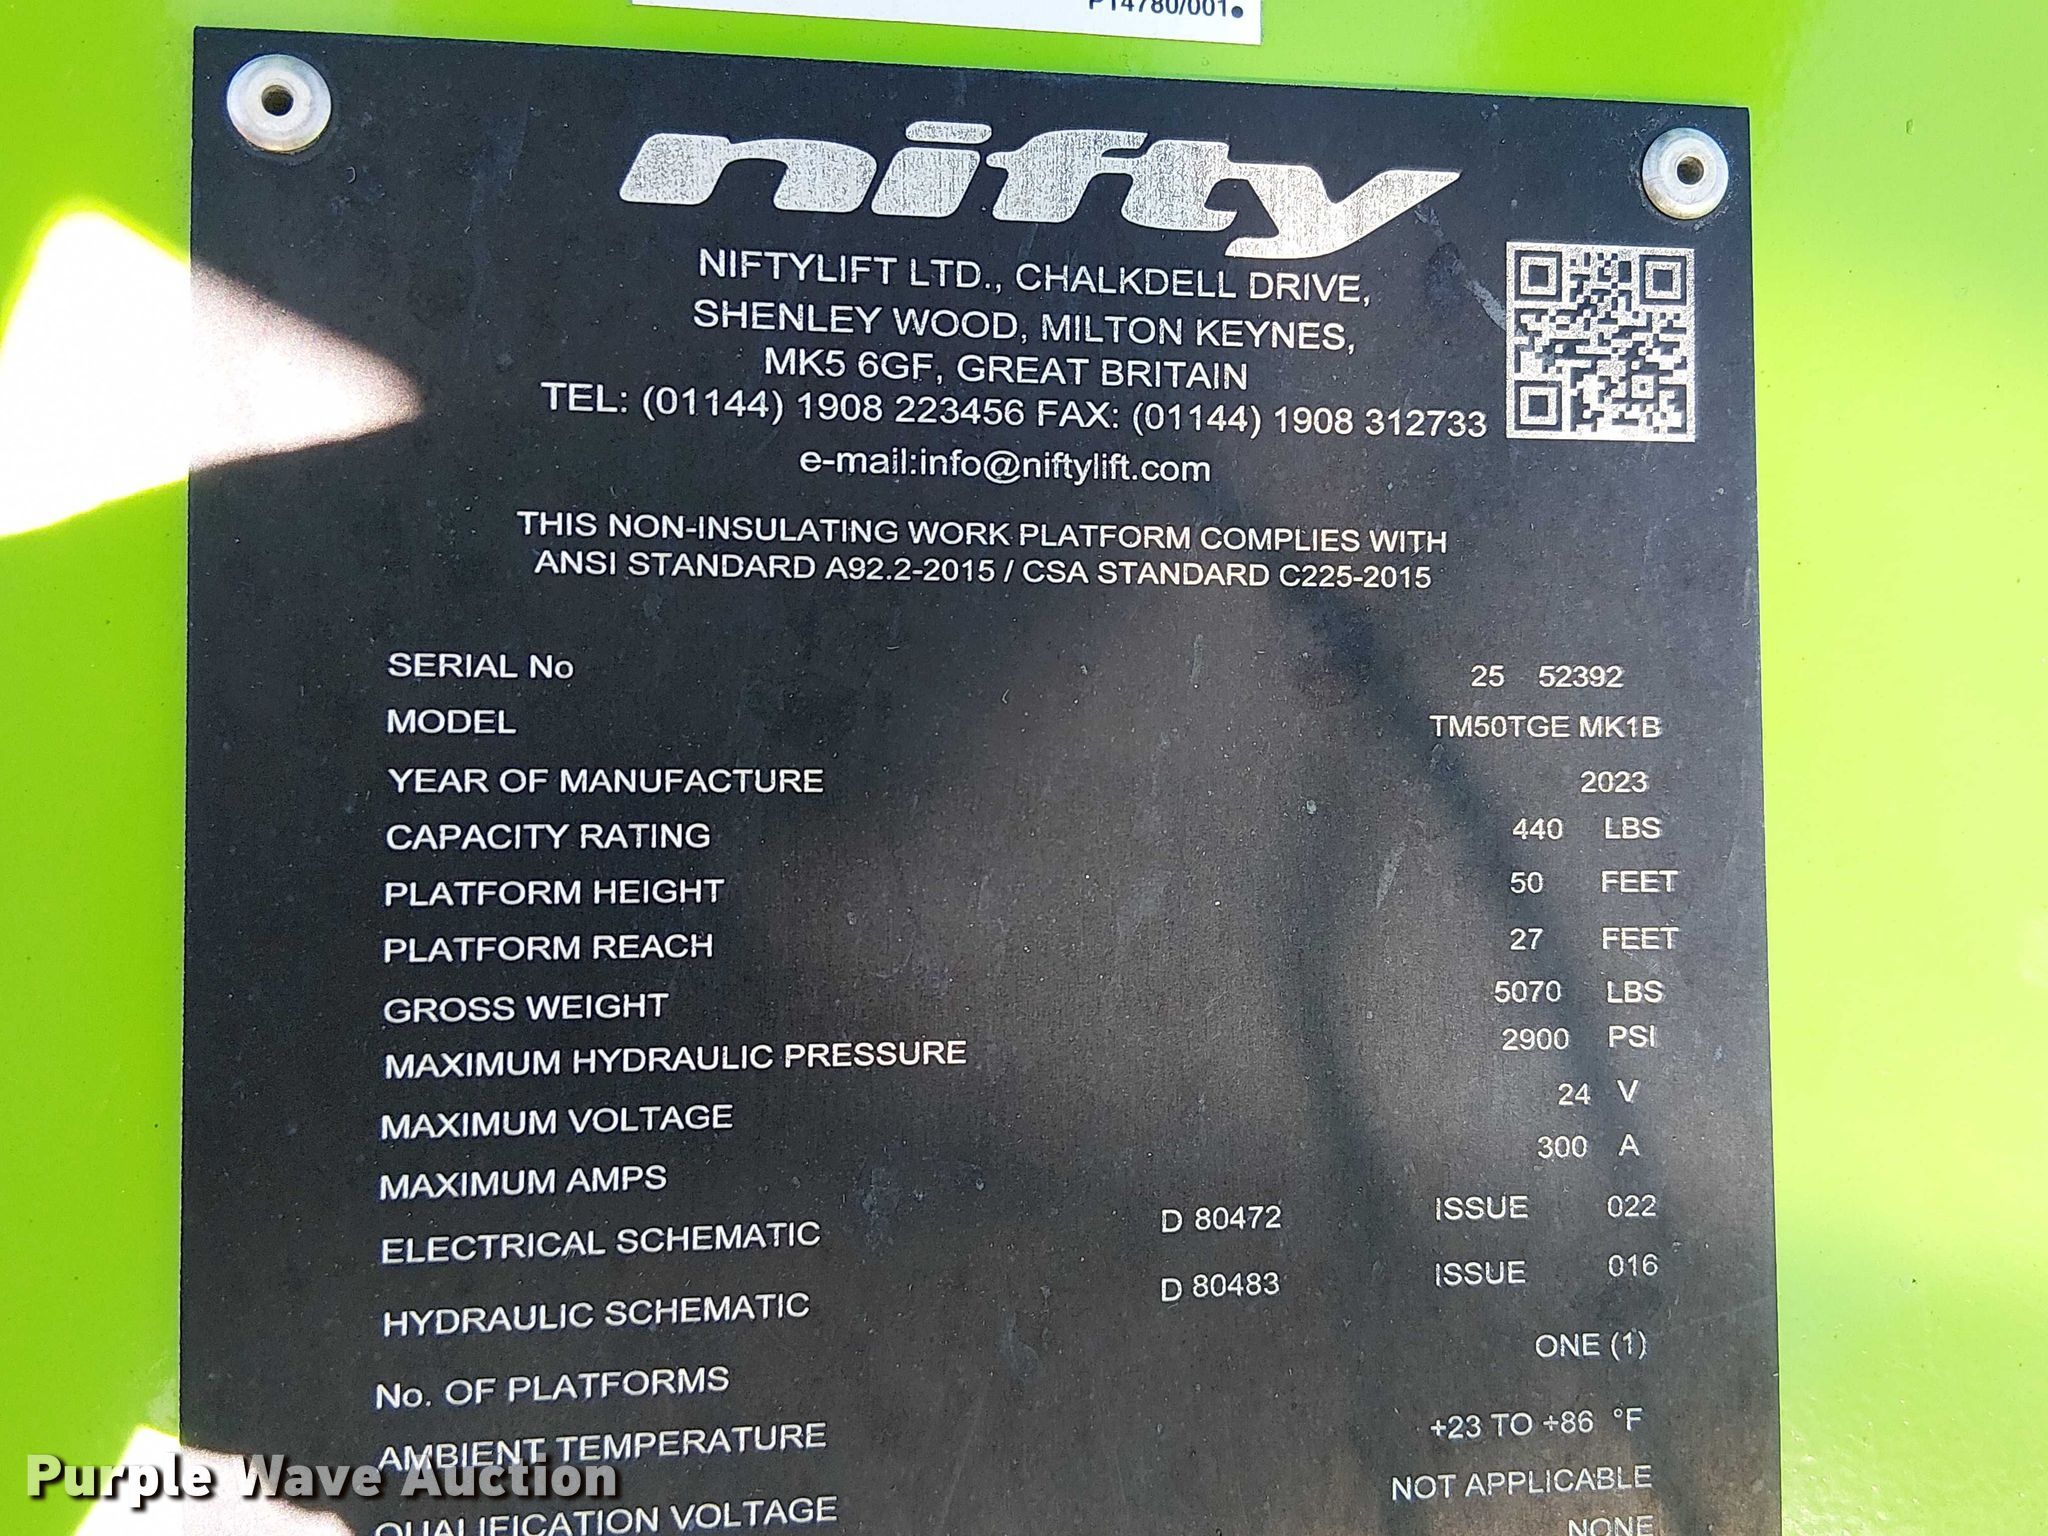 P14780/001
nifty
NIFTYLIFT LTD., CHALKDELL DRIVE,
SHENLEY WOOD, MILTON KEYNES,
MK5 6GF, GREAT BRITAIN
TEL: (01144) 1908 223456 FAX: (01144) 1908 312733
e-mail:info@niftylift.com
THIS NON-INSULATING WORK PLATFORM COMPLIES WITH
ANSI STANDARD A92.2-2015 / CSA STANDARD C225-2015
SERIAL No 25 52392
MODEL TM50TGE MK1B
YEAR OF MANUFACTURE 2023
CAPACITY RATING 440 LBS
PLATFORM HEIGHT 50 FEET
PLATFORM REACH 27 FEET
GROSS WEIGHT 5070 LBS
MAXIMUM HYDRAULIC PRESSURE 2900 PSI
MAXIMUM VOLTAGE 24 V
MAXIMUM AMPS 300 A
ELECTRICAL SCHEMATIC D 80472 ISSUE 022
HYDRAULIC SCHEMATIC D 80483 ISSUE 016
No. OF PLATFORMS ONE (1)
AMBIENT TEMPERATURE +23 TO +86 °F
QUALIFICATION VOLTAGE NOT APPLICABLE
NONE
Purple Wave Auction